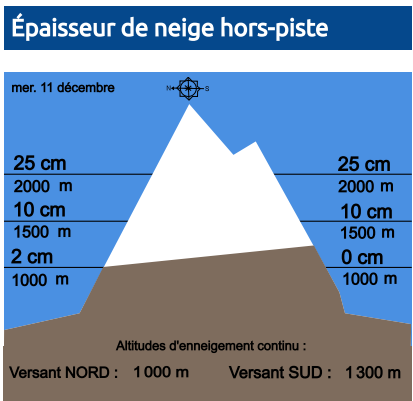 Épaisseur de neige hors-piste
mer. 11 décembre
N S
25 cm 25 cm
2000 m 2000 m
10 cm 10 cm
1500 m 1500 m
2 cm 0 cm
1000 m 1000 m
Altitudes d'enneigement continu :
Versant NORD : 1000 m Versant SUD : 1300 m